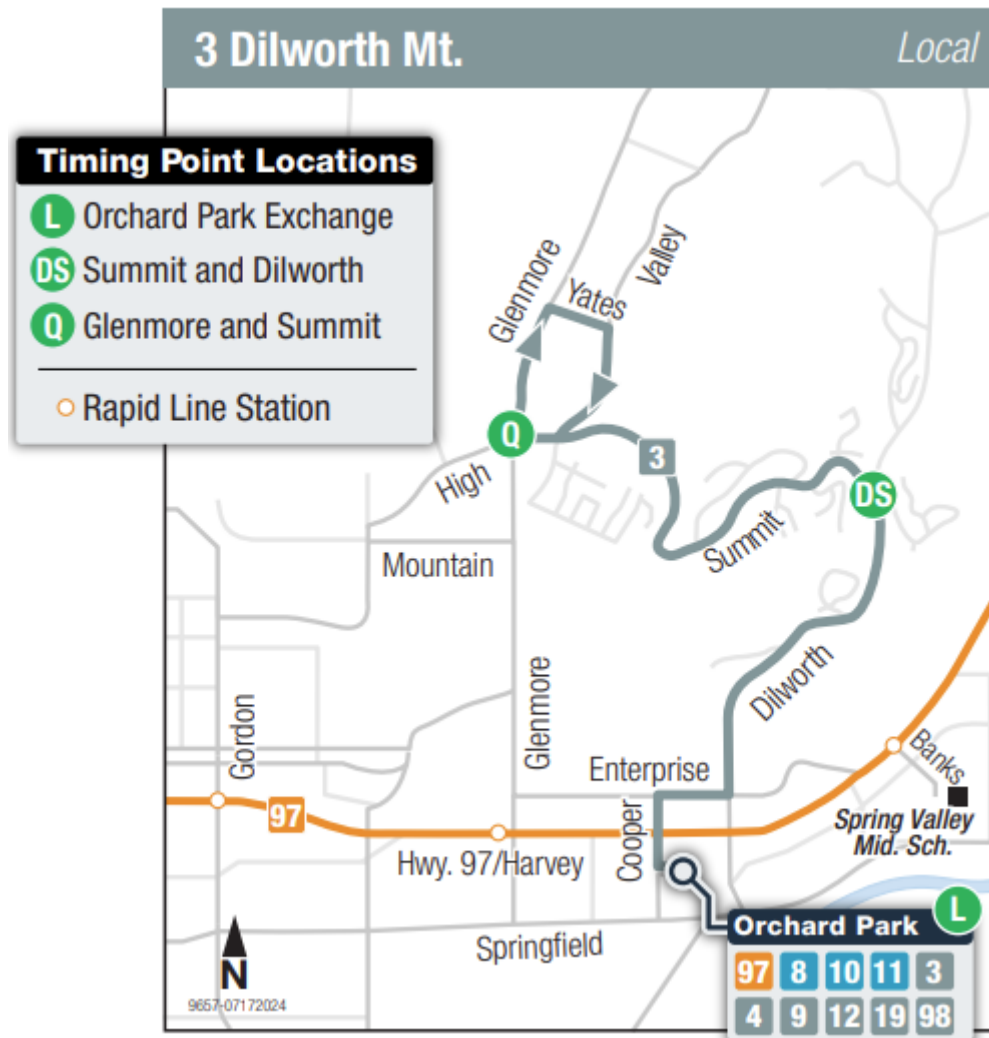 3 Dilworth Mt.
Local
Timing Point Locations
L Orchard Park Exchange
DS Summit and Dilworth
Q Glenmore and Summit
Rapid Line Station
Glenmore
Yates
Valley
Q
3
High
DS
Summit
Mountain
Dilworth
Gordon
Glenmore
Enterprise
Banks
97
Cooper
Spring Valley
Mid. Sch.
Hwy. 97/Harvey
L
Orchard Park
Springfield
97 8 10 11 3
N
4 9 12 19 98
9657-07172024